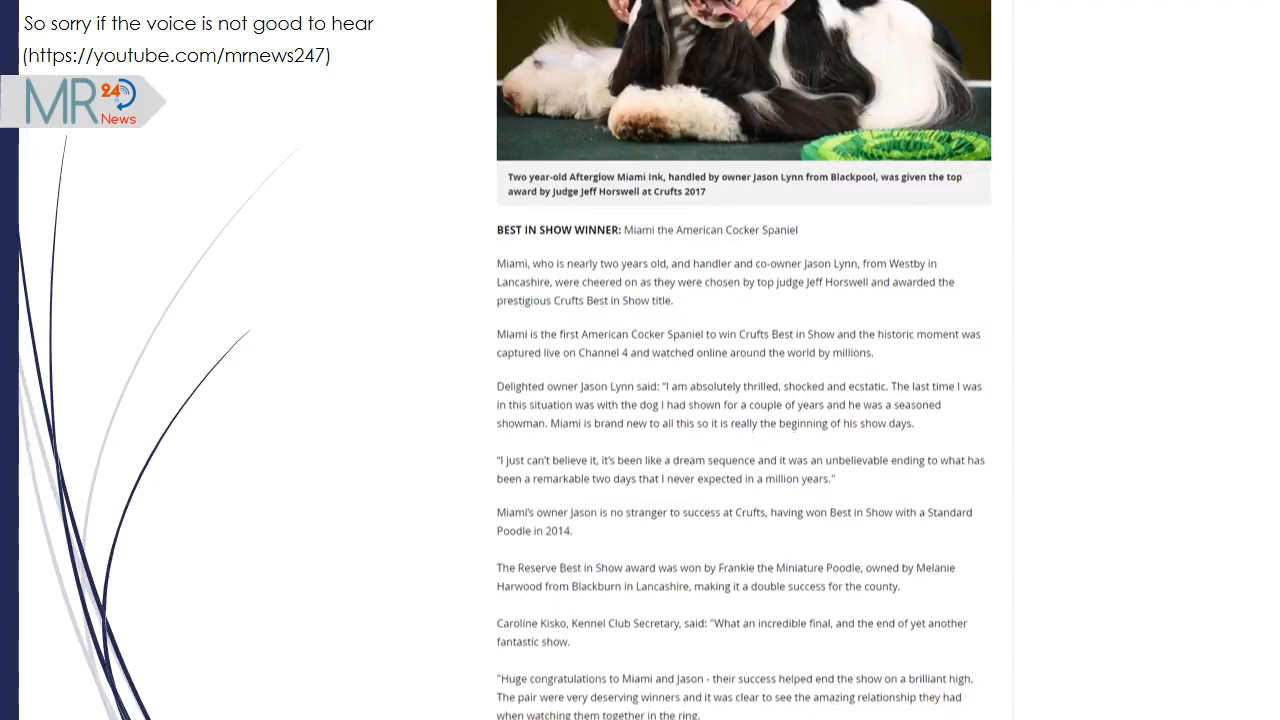 So sorry if the voice is not good to hear
(https://youtube.com/mrnews247)
MR 24
News
Two year-old Afterglow Miami Ink, handled by owner Jason Lynn from Blackpool, was given the top
award by Judge Jeff Horswell at Crufts 2017
BEST IN SHOW WINNER: Miami the American Cocker Spaniel
Miami, who is nearly two years old, and handler and co-owner Jason Lynn, from Westby in
Lancashire, were cheered on as they were chosen by top judge Jeff Horswell and awarded the
prestigious Crufts Best in Show title.
Miami is the first American Cocker Spaniel to win Crufts Best in Show and the historic moment was
captured live on Channel 4 and watched online around the world by millions.
Delighted owner Jason Lynn said: "I am absolutely thrilled, shocked and ecstatic. The last time I was
in this situation was with the dog I had shown for a couple of years and he was a seasoned
showman. Miami is brand new to all this so it is really the beginning of his show days.
"I just can't believe it, it's been like a dream sequence and it was an unbelievable ending to what has
been a remarkable two days that I never expected in a million years."
Miami's owner Jason is no stranger to success at Crufts, having won Best in Show with a Standard
Poodle in 2014.
The Reserve Best in Show award was won by Frankie the Miniature Poodle, owned by Melanie
Harwood from Blackburn in Lancashire, making it a double success for the county.
Caroline Kisko, Kennel Club Secretary, said: "What an incredible final, and the end of yet another
fantastic show.
"Huge congratulations to Miami and Jason - their success helped end the show on a brilliant high.
The pair were very deserving winners and it was clear to see the amazing relationship they had
when watching them together in the ring.